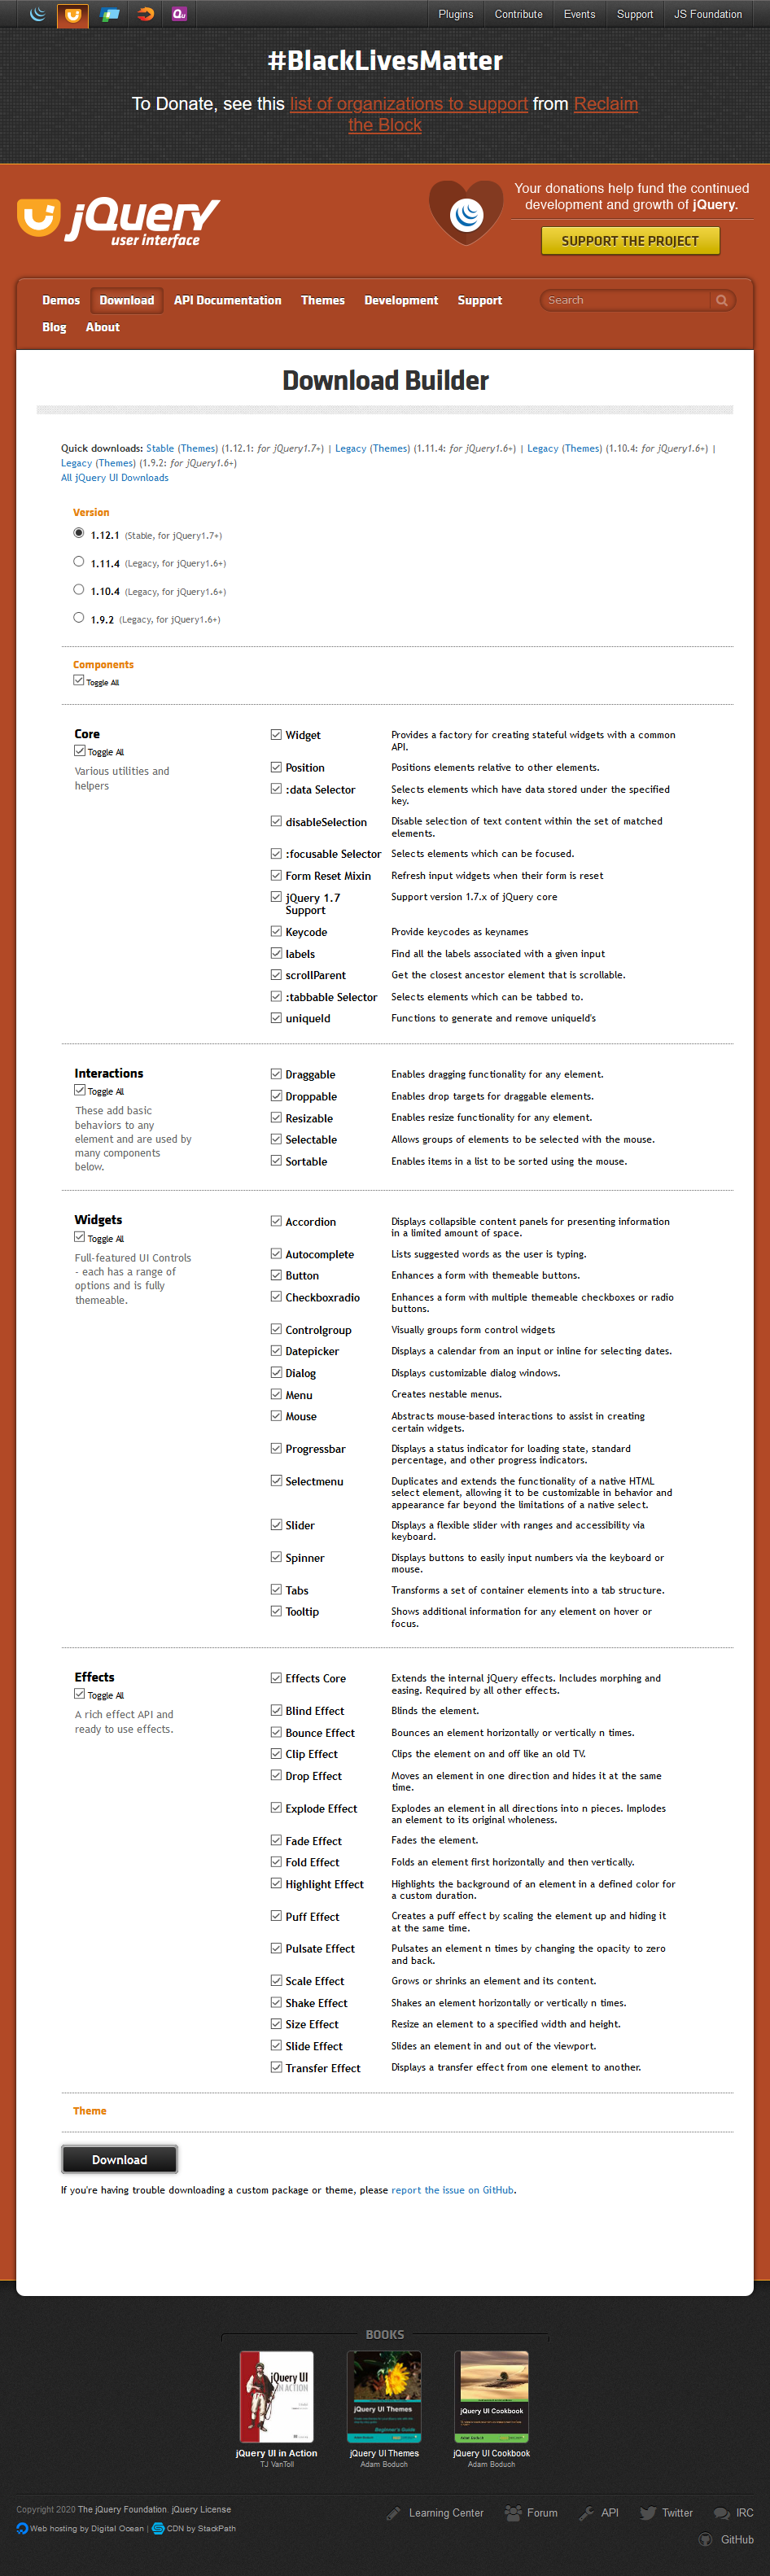 Plugins Contribute Events Support JS Foundation
#BlackLivesMatter
To Donate, see this list of organizations to support from Reclaim
the Block
jQuery
user interface
Your donations help fund the continued
development and growth of jQuery.
SUPPORT THE PROJECT
Demos Download API Documentation Themes Development Support
Search
Blog About
Download Builder
Quick downloads: Stable (Themes) (1.12.1: for jQuery1.7+) | Legacy (Themes) (1.11.4: for jQuery1.6+) | Legacy (Themes) (1.10.4: for jQuery1.6+) |
Legacy (Themes) (1.9.2: for jQuery1.6+)
All jQuery UI Downloads
Version
1.12.1 (Stable, for jQuery1.7+)
1.11.4 (Legacy, for jQuery1.6+)
1.10.4 (Legacy, for jQuery1.6+)
1.9.2 (Legacy, for jQuery1.6+)
Components
Toggle All
Core
Toggle All
Various utilities and
helpers
Widget Provides a factory for creating stateful widgets with a common
API.
Position Positions elements relative to other elements.
:data Selector Selects elements which have data stored under the specified
key.
disableSelection Disable selection of text content within the set of matched
elements.
:focusable Selector Selects elements which can be focused.
Form Reset Mixin Refresh input widgets when their form is reset
jQuery 1.7 Support version 1.7.x of jQuery core
Support
Keycode Provide keycodes as keynames
labels Find all the labels associated with a given input
scrollParent Get the closest ancestor element that is scrollable.
:tabbable Selector Selects elements which can be tabbed to.
uniqueId Functions to generate and remove uniqueId's
Interactions
Toggle All
These add basic
behaviors to any
element and are used by
many components
below.
Draggable Enables dragging functionality for any element.
Droppable Enables drop targets for draggable elements.
Resizable Enables resize functionality for any element.
Selectable Allows groups of elements to be selected with the mouse.
Sortable Enables items in a list to be sorted using the mouse.
Widgets
Toggle All
Full-featured UI Controls
- each has a range of
options and is fully
themeable.
Accordion Displays collapsible content panels for presenting information
in a limited amount of space.
Autocomplete Lists suggested words as the user is typing.
Button Enhances a form with themeable buttons.
Checkboxradio Enhances a form with multiple themeable checkboxes or radio
buttons.
Controlgroup Visually groups form control widgets
Datepicker Displays a calendar from an input or inline for selecting dates.
Dialog Displays customizable dialog windows.
Menu Creates nestable menus.
Mouse Abstracts mouse-based interactions to assist in creating
certain widgets.
Progressbar Displays a status indicator for loading state, standard
percentage, and other progress indicators.
Selectmenu Duplicates and extends the functionality of a native HTML
select element, allowing it to be customizable in behavior and
appearance far beyond the limitations of a native select.
Slider Displays a flexible slider with ranges and accessibility via
keyboard.
Spinner Displays buttons to easily input numbers via the keyboard or
mouse.
Tabs Transforms a set of container elements into a tab structure.
Tooltip Shows additional information for any element on hover or
focus.
Effects
Toggle All
A rich effect API and
ready to use effects.
Effects Core Extends the internal jQuery effects. Includes morphing and
easing. Required by all other effects.
Blind Effect Blinds the element.
Bounce Effect Bounces an element horizontally or vertically n times.
Clip Effect Clips the element on and off like an old TV.
Drop Effect Moves an element in one direction and hides it at the same
time.
Explode Effect Explodes an element in all directions into n pieces. Implodes
an element to its original wholeness.
Fade Effect Fades the element.
Fold Effect Folds an element first horizontally and then vertically.
Highlight Effect Highlights the background of an element in a defined color for
a custom duration.
Puff Effect Creates a puff effect by scaling the element up and hiding it
at the same time.
Pulsate Effect Pulsates an element n times by changing the opacity to zero
and back.
Scale Effect Grows or shrinks an element and its content.
Shake Effect Shakes an element horizontally or vertically n times.
Size Effect Resize an element to a specified width and height.
Slide Effect Slides an element in and out of the viewport.
Transfer Effect Displays a transfer effect from one element to another.
Theme
Download
If you're having trouble downloading a custom package or theme, please report the issue on GitHub.
BOOKS
jQuery UI
IN ACTION
jQuery UI Themes
Beginner's Guide
jQuery UI Cookbook
jQuery UI in Action jQuery UI Themes jQuery UI Cookbook
TJ VanToll Adam Boduch Adam Boduch
Copyright 2020 The jQuery Foundation. jQuery License
Web hosting by Digital Ocean | CDN by StackPath
Learning Center Forum API Twitter IRC
GitHub